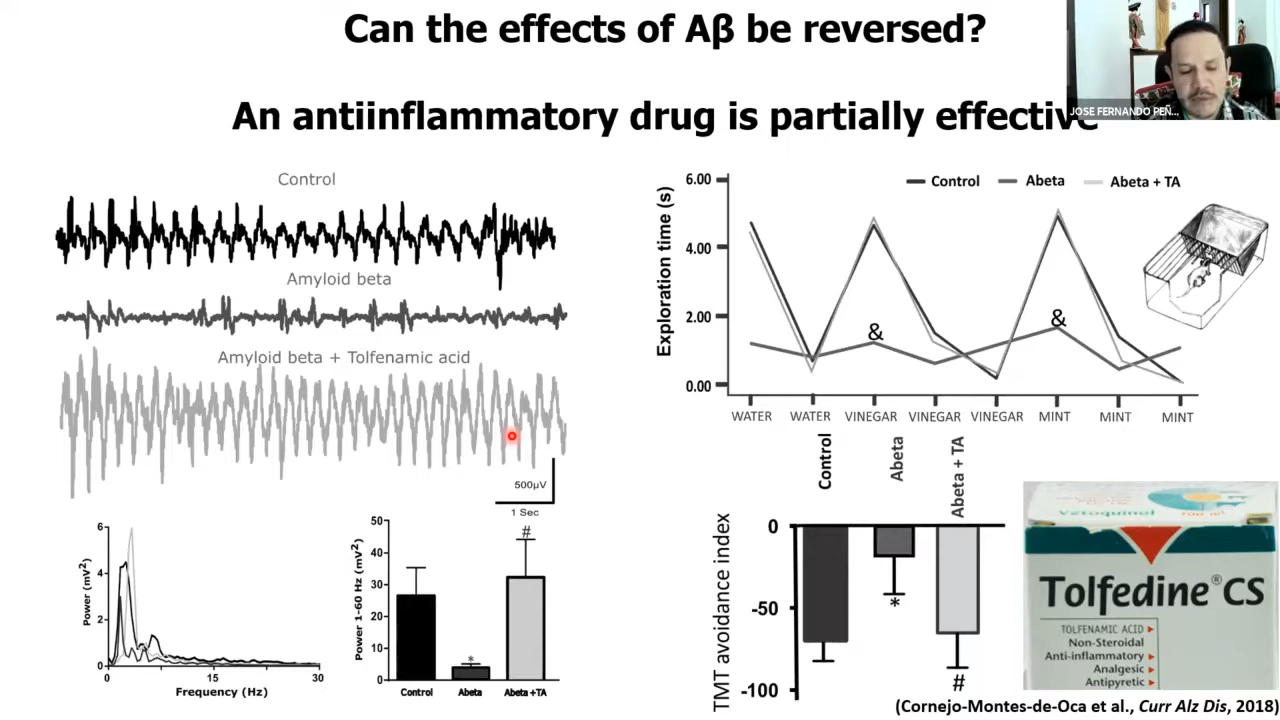 Can the effects of Aβ be reversed?
An antiinflammatory drug is partially effective
JOSE FERNANDO PEÑ...
Control
Amyloid beta
Amyloid beta + Tolfenamic acid
500µV
1 Sec
6
4
2
0
Power (mV²)
0
15
30
Frequency (Hz)
50
40
30
20
10
0
Power 1-60 Hz (mV²)
*
#
Control
Abeta
Abeta +TA
6.00
4.00
2.00
0.00
Exploration time (s)
Control
Abeta
Abeta + TA
&
&
WATER
WATER
VINEGAR
VINEGAR
VINEGAR
MINT
MINT
MINT
Control
Abeta
Abeta + TA
0
-50
-100
TMT avoidance index
*
#
Vetoquinol
Tolfedine® CS
TOLFENAMIC ACID
Non-Steroidal
Anti-inflammatory
Analgesic
Antipyretic
(Cornejo-Montes-de-Oca et al., Curr Alz Dis, 2018)